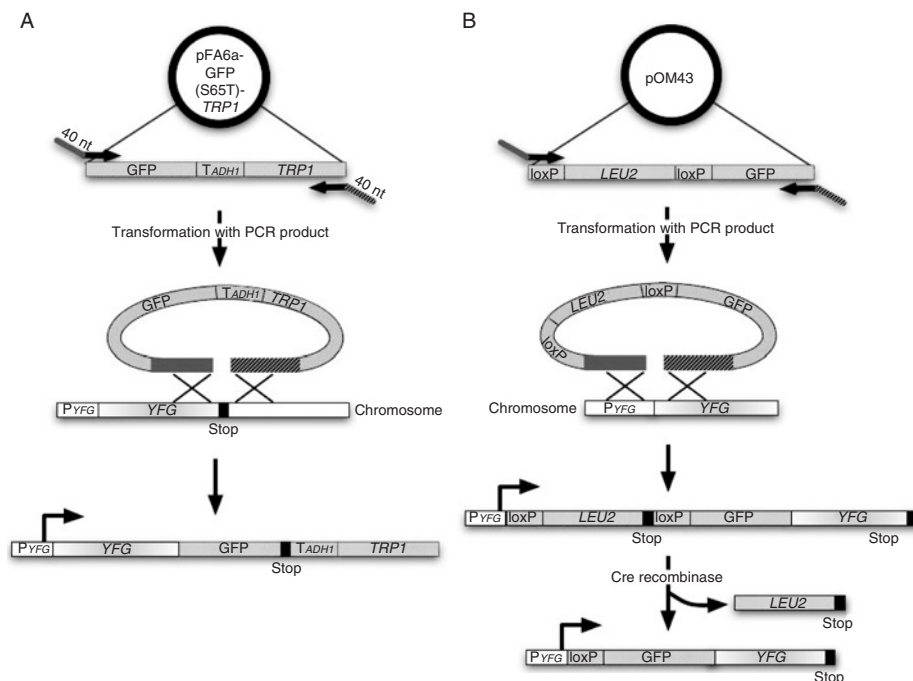 A
pFA6a-
GFP
(S65T)-
TRP1
40 nt
GFP TADH1 TRP1
40 nt
Transformation with PCR product
GFP TADH1 TRP1
PYFG YFG Chromosome
Stop
PYFG YFG GFP TADH1 TRP1
Stop
B
pOM43
loxP LEU2 loxP GFP
Transformation with PCR product
loxP LEU2 loxP GFP
Chromosome PYFG YFG
PYFG loxP LEU2 loxP GFP YFG
Stop Stop
Cre recombinase
LEU2
Stop
PYFG loxP GFP YFG
Stop